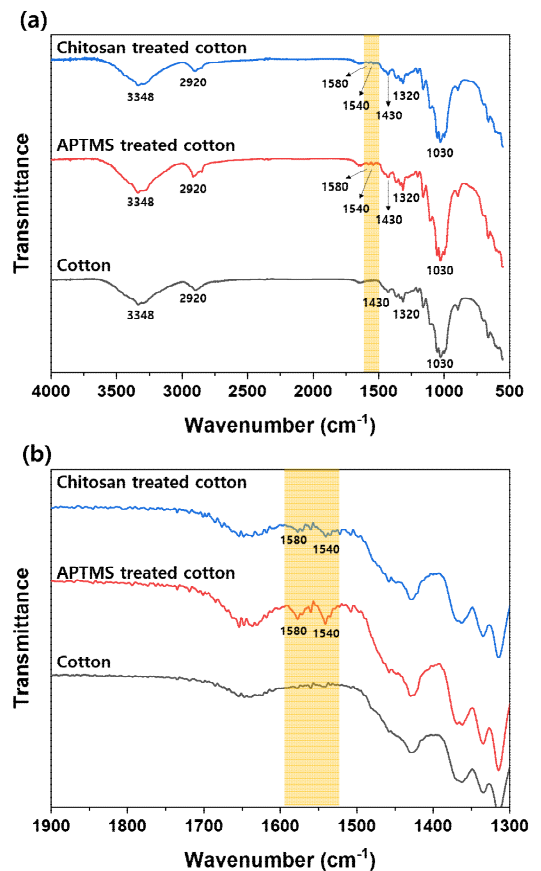 (a)
Chitosan treated cotton
3348
2920
1580
1540
1430
1320
1030
APTMS treated cotton
3348
2920
1580
1540
1430
1320
1030
Cotton
3348
2920
1430
1320
1030
Transmittance
4000 3500 3000 2500 2000 1500 1000 500
Wavenumber (cm⁻¹)
(b)
Chitosan treated cotton
1580
1540
APTMS treated cotton
1580
1540
Cotton
Transmittance
1900 1800 1700 1600 1500 1400 1300
Wavenumber (cm⁻¹)